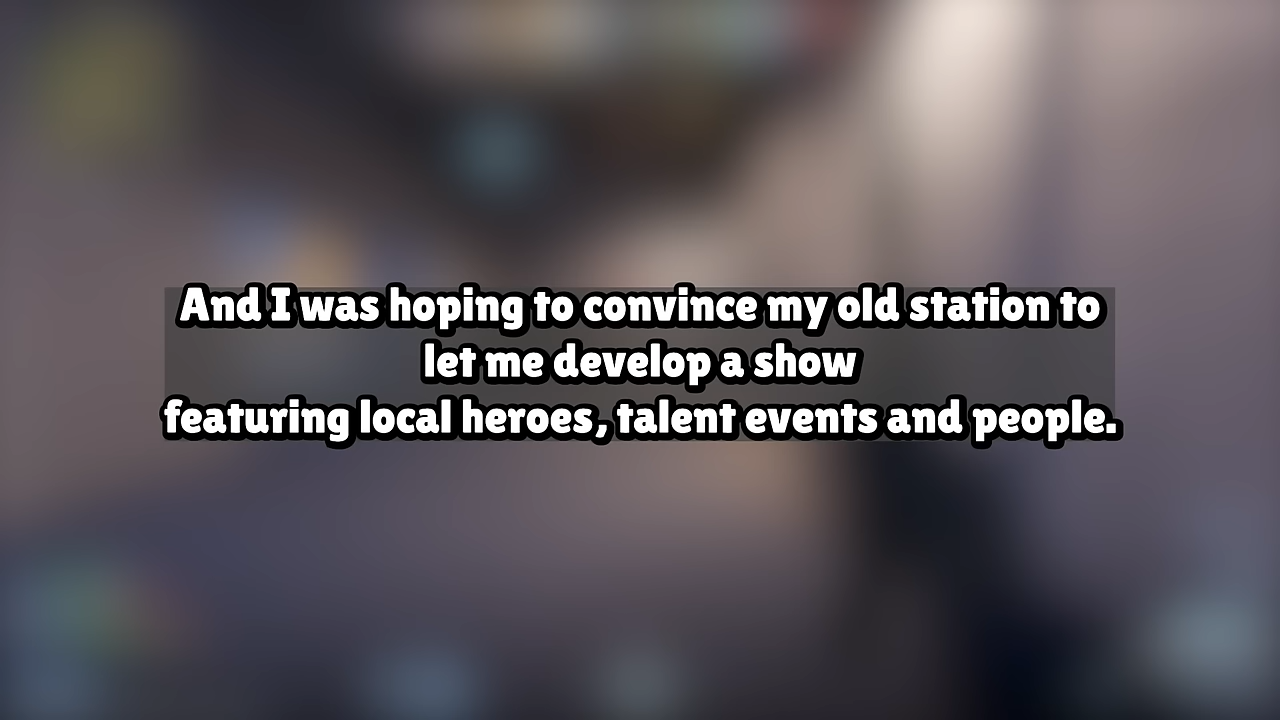 And I was hoping to convince my old station to
let me develop a show
featuring local heroes, talent events and people.